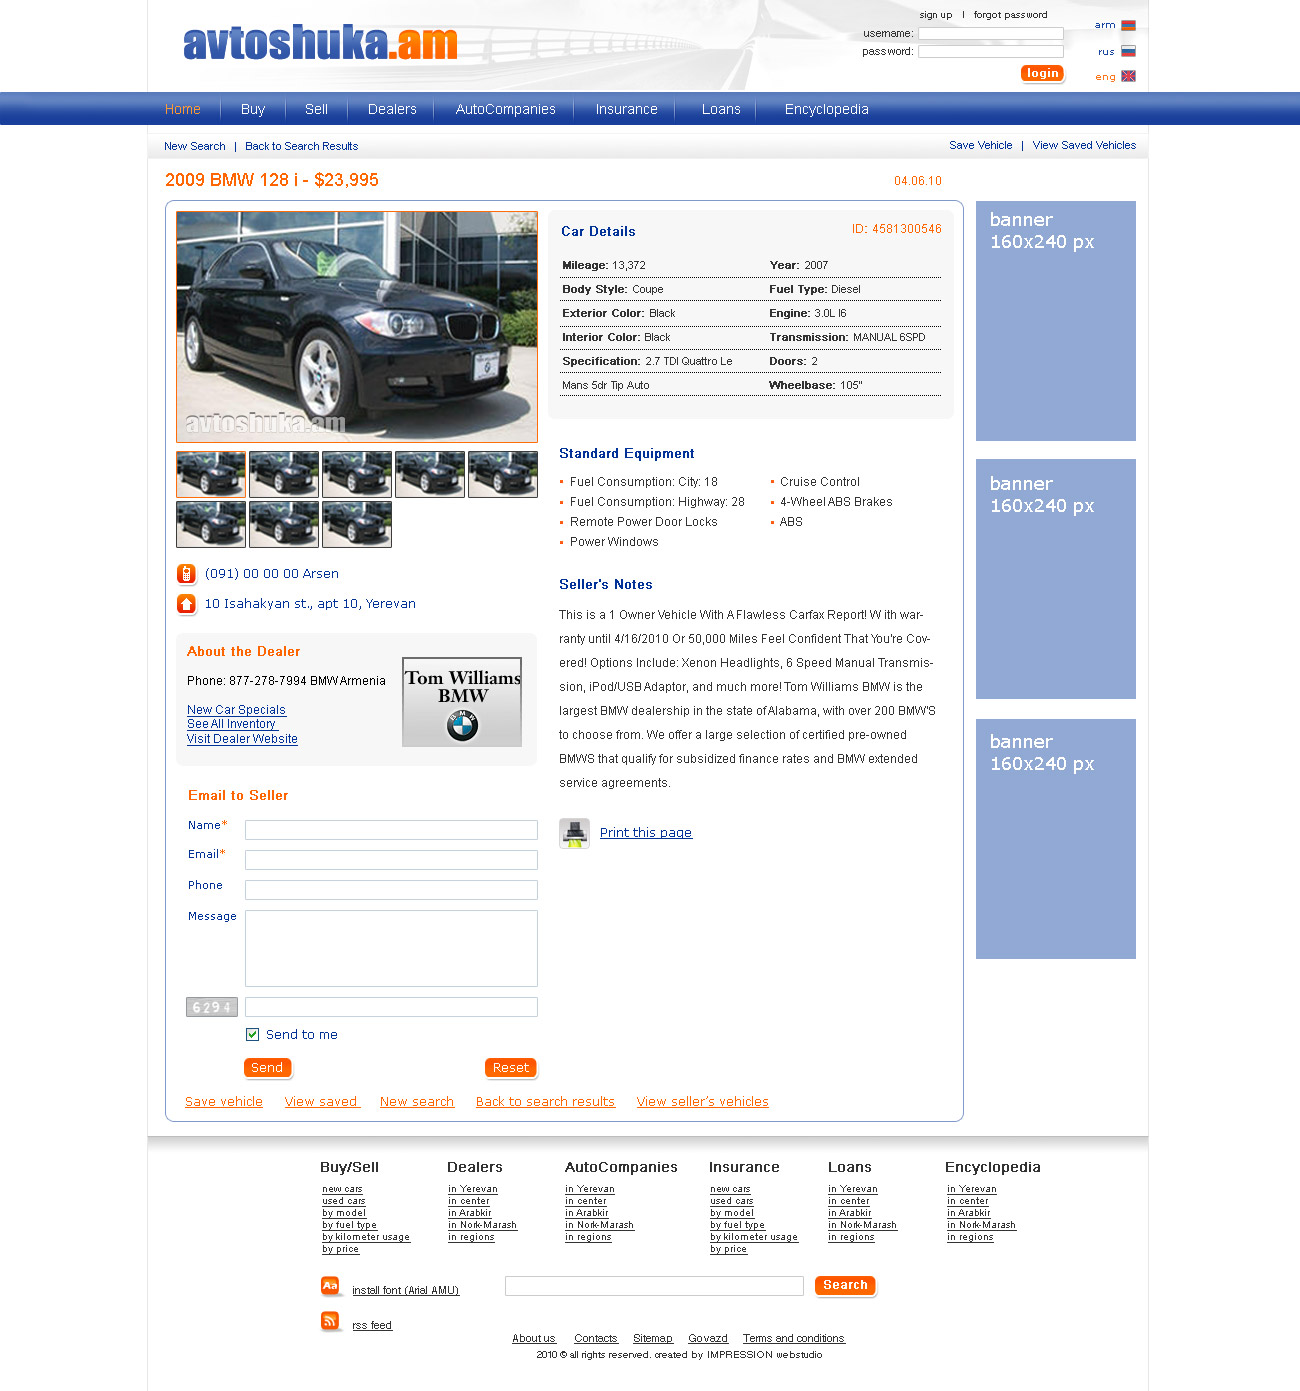 avtoshuka.am
sign up | forgot password
username:
password:
login
arm
rus
eng
Home Buy Sell Dealers AutoCompanies Insurance Loans Encyclopedia
New Search | Back to Search Results
Save Vehicle | View Saved Vehicles
2009 BMW 128 i - $23,995
04.06.10
avtoshuka.am
Car Details
ID: 4581300546
Mileage: 13,372 Year: 2007
Body Style: Coupe Fuel Type: Diesel
Exterior Color: Black Engine: 3.0L I6
Interior Color: Black Transmission: MANUAL 6SPD
Specification: 2.7 TDI Quattro Le Doors: 2
Mans 5dr Tip Auto Wheelbase: 105"
Standard Equipment
• Fuel Consumption: City: 18 • Cruise Control
• Fuel Consumption: Highway: 28 • 4-Wheel ABS Brakes
• Remote Power Door Locks • ABS
• Power Windows
(091) 00 00 00 Arsen
10 Isahakyan st., apt 10, Yerevan
About the Dealer
Phone: 877-278-7994 BMW Armenia
New Car Specials
See All Inventory
Visit Dealer Website
Tom Williams
BMW
BMW
Seller's Notes
This is a 1 Owner Vehicle With A Flawless Carfax Report! W ith war-
ranty until 4/16/2010 Or 50,000 Miles Feel Confident That You're Cov-
ered! Options Include: Xenon Headlights, 6 Speed Manual Transmis-
sion, iPod/USB Adaptor, and much more! Tom Williams BMW is the
largest BMW dealership in the state of Alabama, with over 200 BMW'S
to choose from. We offer a large selection of certified pre-owned
BMWS that qualify for subsidized finance rates and BMW extended
service agreements.
Print this page
Email to Seller
Name*
Email*
Phone
Message
6294
Send to me
Send
Reset
Save vehicle View saved New search Back to search results View seller's vehicles
banner
160x240 px
banner
160x240 px
banner
160x240 px
Buy/Sell
new cars
used cars
by model
by fuel type
by kilometer usage
by price
Dealers
in Yerevan
in center
in Arabkir
in Nork-Marash
in regions
AutoCompanies
in Yerevan
in center
in Arabkir
in Nork-Marash
in regions
Insurance
new cars
used cars
by model
by fuel type
by kilometer usage
by price
Loans
in Yerevan
in center
in Arabkir
in Nork-Marash
in regions
Encyclopedia
in Yerevan
in center
in Arabkir
in Nork-Marash
in regions
Aa
install font (Arial AMU)
Search
rss feed
About us Contacts Sitemap Govazd Terms and conditions
2010 © all rights reserved. created by IMPRESSION webstudio